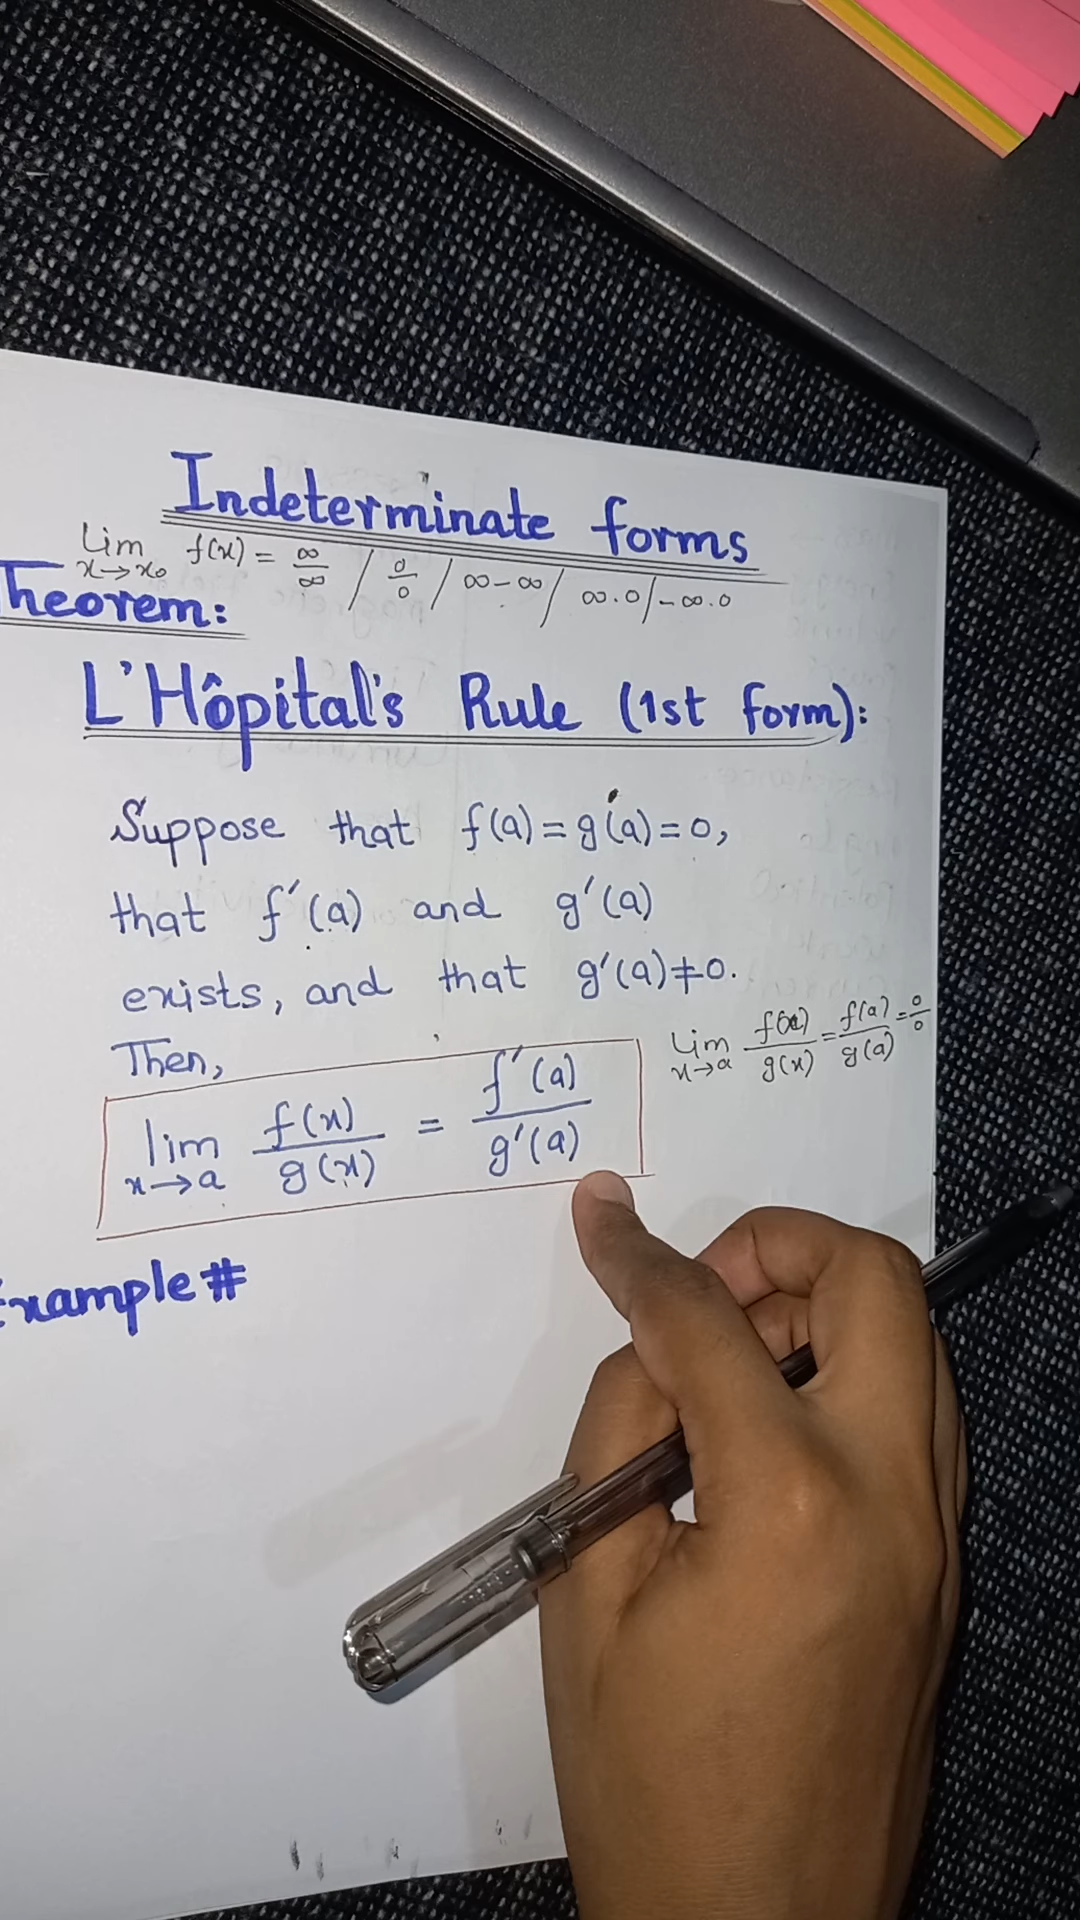 Indeterminate forms
Lim x→x₀ f(x) = ∞/∞ / 0/0 / ∞-∞ / ∞.0 / -∞.0
Theorem:
L'Hôpital's Rule (1st form):
Suppose that f(a) = g(a) = 0,
that f'(a) and g'(a)
exists, and that g'(a) ≠ 0.
Then,
Lim x→a f(x)/g(x) = f(a)/g(a) = 0/0
lim x→a f(x)/g(x) = f'(a)/g'(a)
Example #